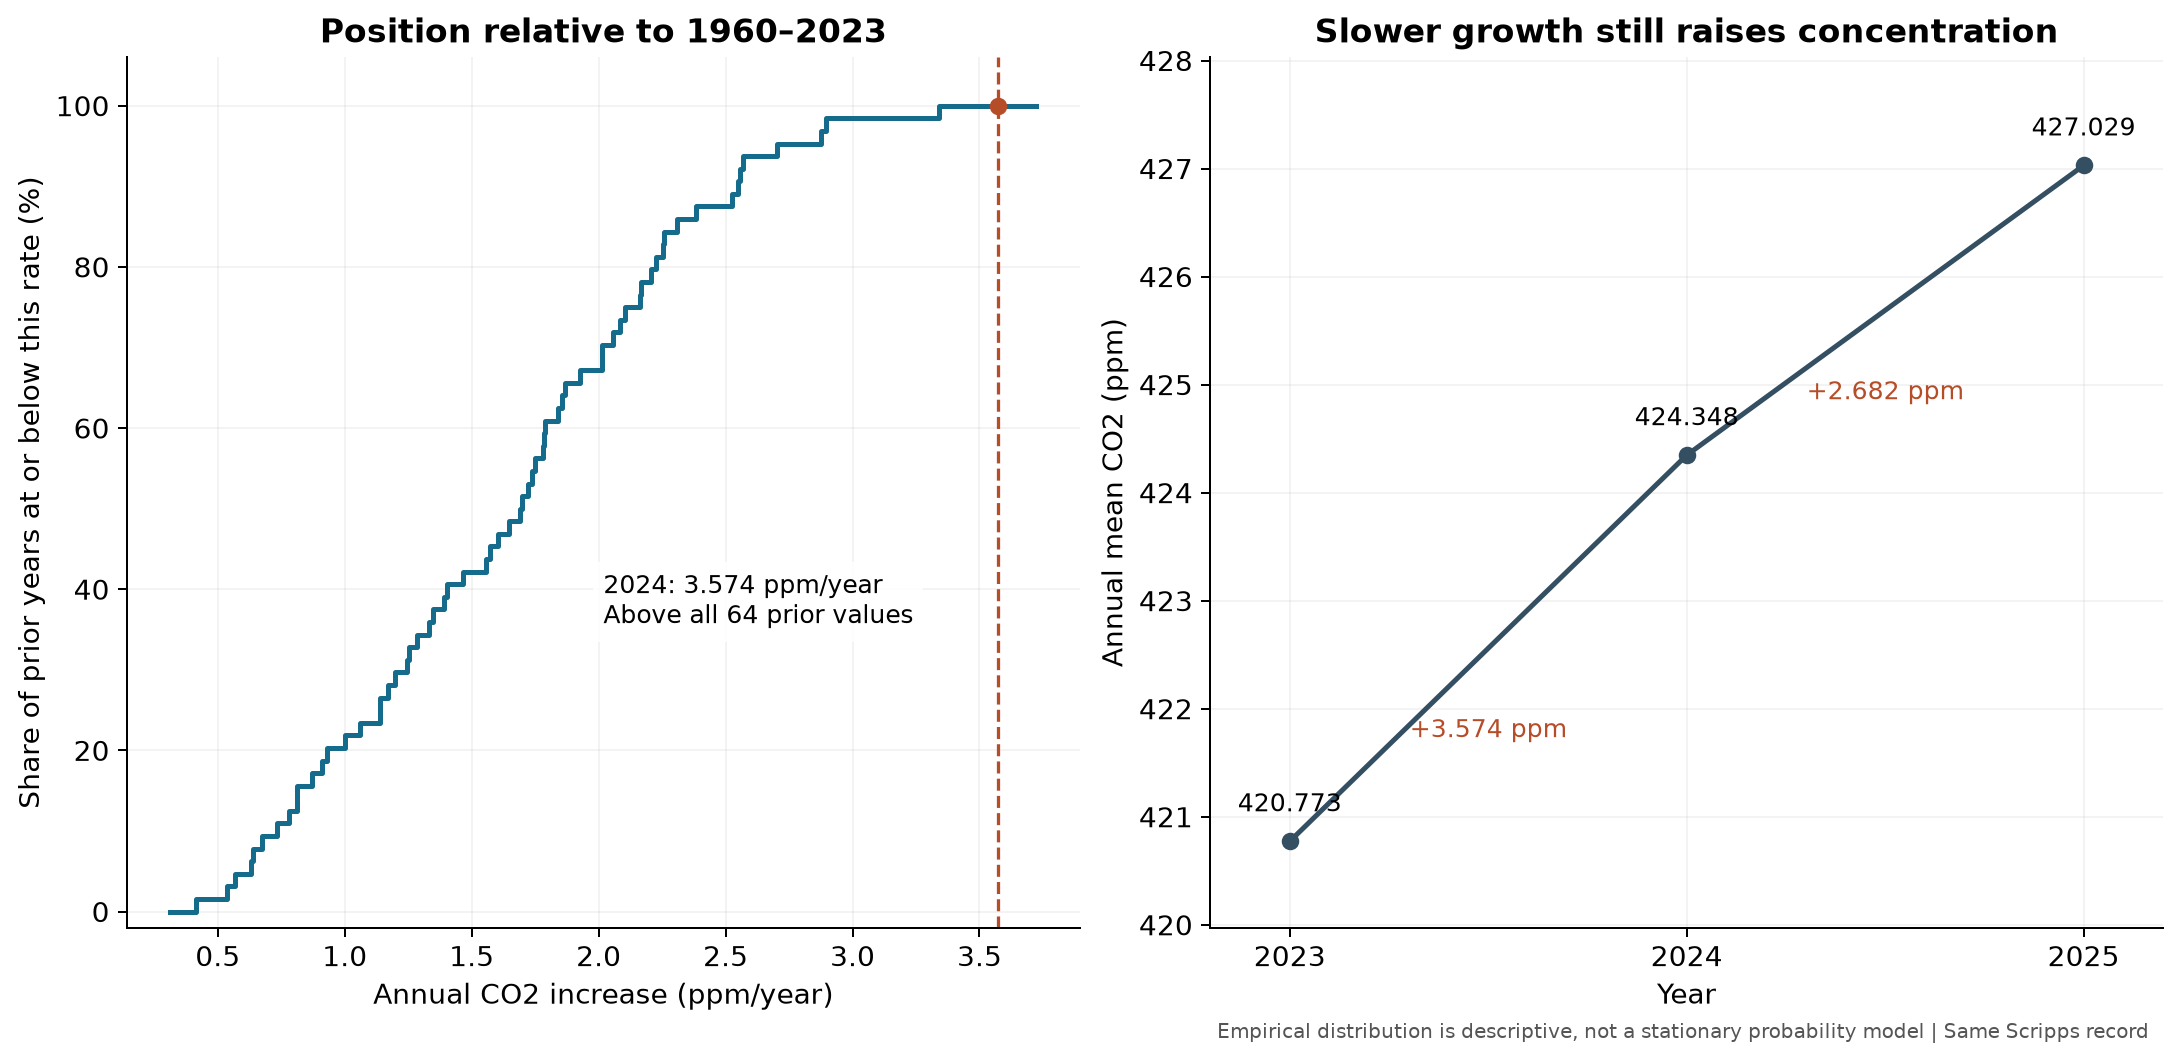 Position relative to 1960–2023
Share of prior years at or below this rate (%)
100
80
60
40
20
0
2024: 3.574 ppm/year
Above all 64 prior values
0.5 1.0 1.5 2.0 2.5 3.0 3.5
Annual CO2 increase (ppm/year)
Slower growth still raises concentration
Annual mean CO2 (ppm)
428
427
426
425
424
423
422
421
420
427.029
+2.682 ppm
424.348
+3.574 ppm
420.773
2023 2024 2025
Year
Empirical distribution is descriptive, not a stationary probability model | Same Scripps record